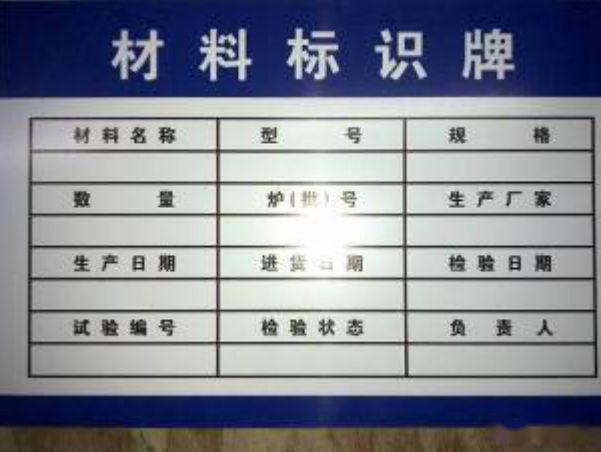 材料标识牌
材料名称 型号 规格
数量 炉(批)号 生产厂家
生产日期 进货日期 检验日期
试验编号 检验状态 负责人